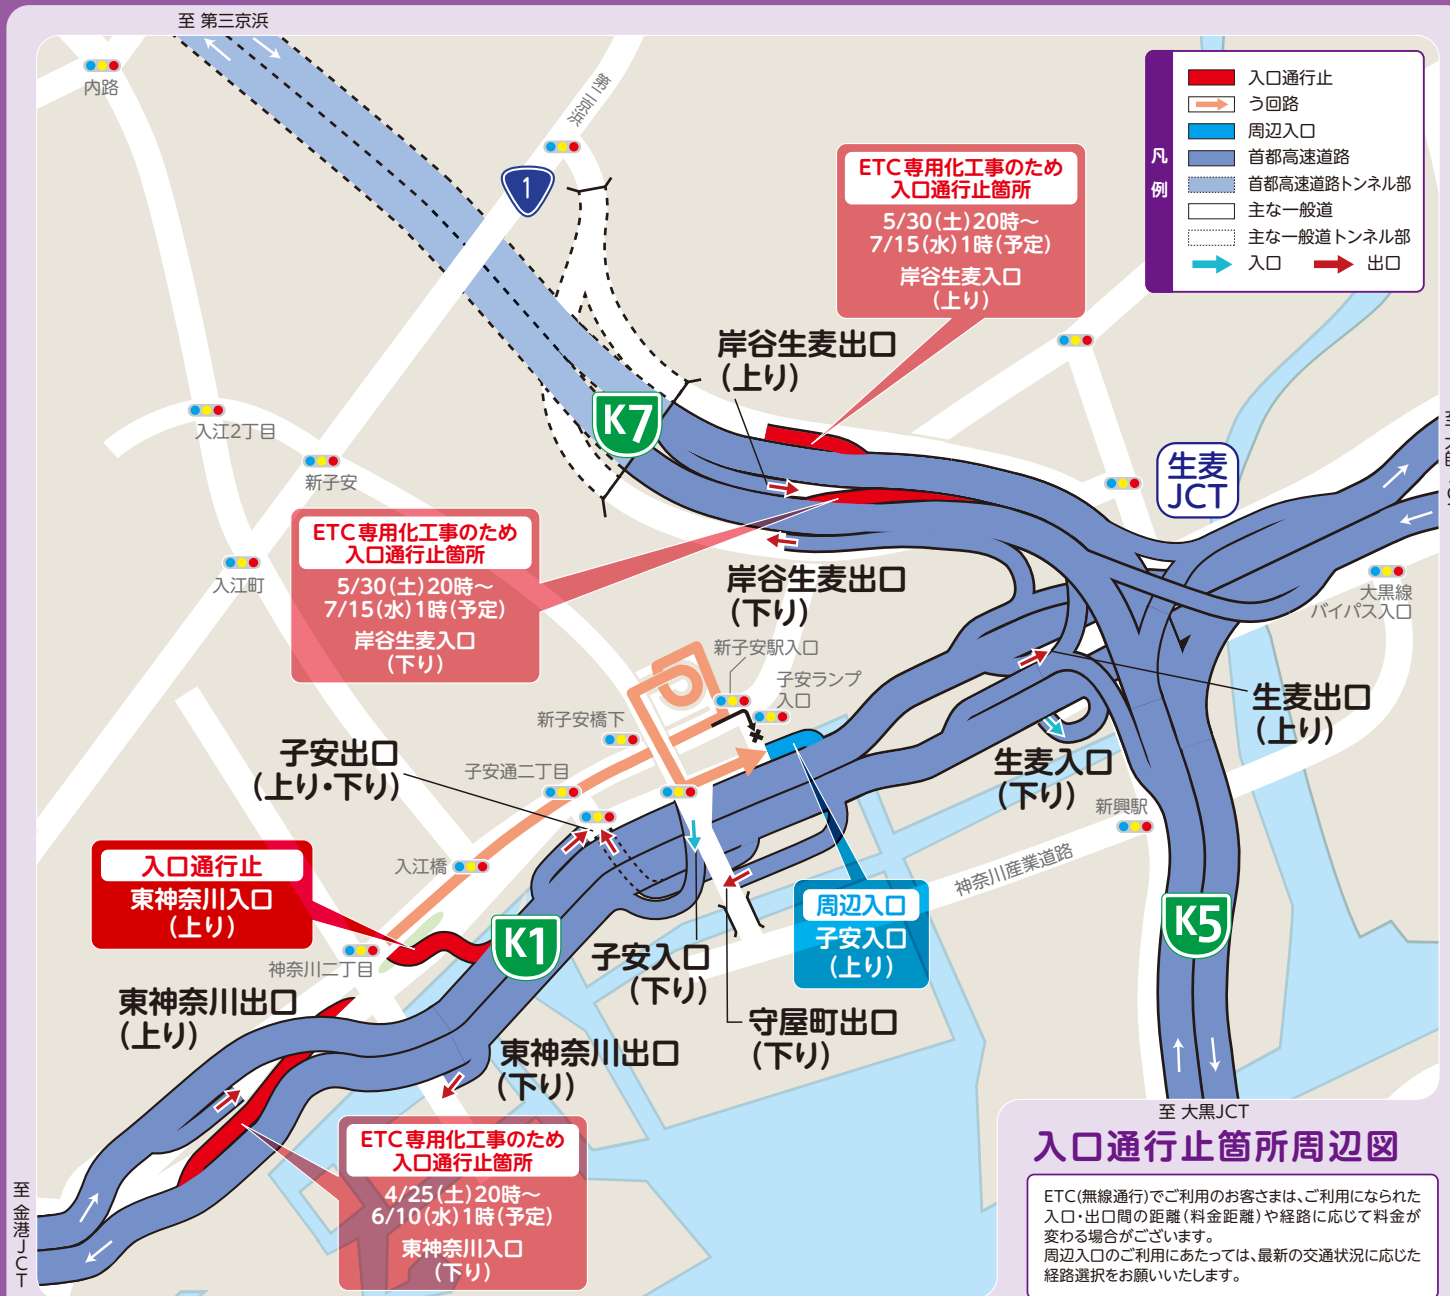 至 第三京浜
内路
第三京浜
1
凡例
入口通行止
う回路
周辺入口
首都高速道路
首都高速道路トンネル部
主な一般道
主な一般道トンネル部
入口
出口
ETC専用化工事のため
入口通行止箇所
5/30(土)20時〜
7/15(水)1時(予定)
岸谷生麦入口
(上り)
岸谷生麦出口
(上り)
K7
入江2丁目
新子安
生麦
JCT
ETC専用化工事のため
入口通行止箇所
5/30(土)20時〜
7/15(水)1時(予定)
岸谷生麦入口
(下り)
入江町
岸谷生麦出口
(下り)
大黒線
バイパス入口
新子安駅入口
子安ランプ
入口
新子安橋下
生麦出口
(上り)
子安出口
(上り・下り)
子安通二丁目
生麦入口
(下り)
新興駅
入口通行止
東神奈川入口
(上り)
入江橋
神奈川産業道路
周辺入口
子安入口
(上り)
K1
K5
神奈川二丁目
子安入口
(下り)
東神奈川出口
(上り)
守屋町出口
(下り)
東神奈川出口
(下り)
至 大黒JCT
ETC専用化工事のため
入口通行止箇所
4/25(土)20時〜
6/10(水)1時(予定)
東神奈川入口
(下り)
至 金港JCT
入口通行止箇所周辺図
ETC(無線通行)でご利用のお客さまは、ご利用になられた
入口・出口間の距離(料金距離)や経路に応じて料金が
変わる場合がございます。
周辺入口のご利用にあたっては、最新の交通状況に応じた
経路選択をお願いいたします。